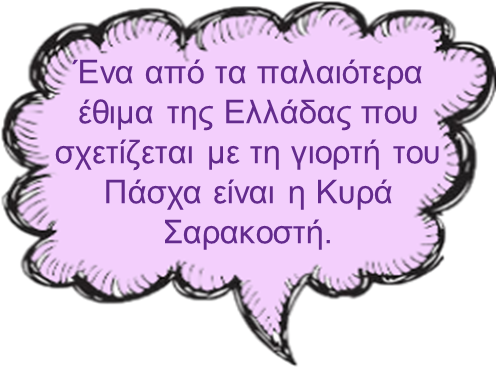 Ένα από τα παλαιότερα
έθιμα της Ελλάδας που
σχετίζεται με τη γιορτή του
Πάσχα είναι η Κυρά
Σαρακοστή.